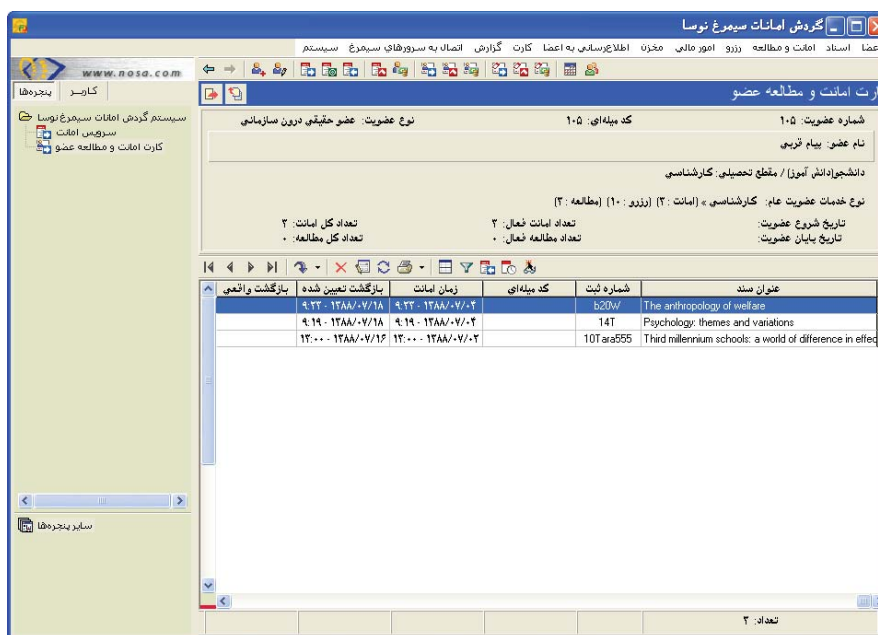 گردش امانات سیمرغ نوسا
اسناد امانت و مطالعه رزرو امور مالی مخزن اطلاع‌رسانی به اعضا کارت گزارش اتصال به سرورهای سیمرغ سیستم
www.nosa.com
کاربر پنجره‌ها
سیستم گردش امانات سیمرغ نوسا
سرویس امانت
کارت امانت و مطالعه عضو
سایر پنجره‌ها
امانت و مطالعه عضو
شماره عضویت: ۱۰۵ کد میله‌ای: ۱۰۵ نوع عضویت: عضو حقیقی درون سازمانی
نام عضو: پیام قربی
دانشجو(دانش آموز) / مقطع تحصیلی: کارشناسی
نوع خدمات عضویت عام: کارشناسی » (امانت : ۳) (رزرو : ۱۰) (مطالعه : ۳)
تاریخ شروع عضویت: تعداد امانت فعال: ۳ تعداد کل امانت: ۳
تاریخ پایان عضویت: تعداد مطالعه فعال: ۰ تعداد کل مطالعه: ۰
عنوان سند شماره ثبت کد میله‌ای زمان امانت بازگشت تعیین شده بازگشت واقعی
The anthropology of welfare b20W ۱۳۸۸/۰۷/۰۴ - ۹:۲۳ ۱۳۸۸/۰۷/۱۸ - ۹:۲۳
Psychology: themes and variations 14T ۱۳۸۸/۰۷/۰۴ - ۹:۱۹ ۱۳۸۸/۰۷/۱۸ - ۹:۱۹
Third millennium schools: a world of difference in effec 10Tara555 ۱۳۸۸/۰۷/۰۲ - ۱۳:۰۰ ۱۳۸۸/۰۷/۱۶ - ۱۳:۰۰
تعداد: ۳